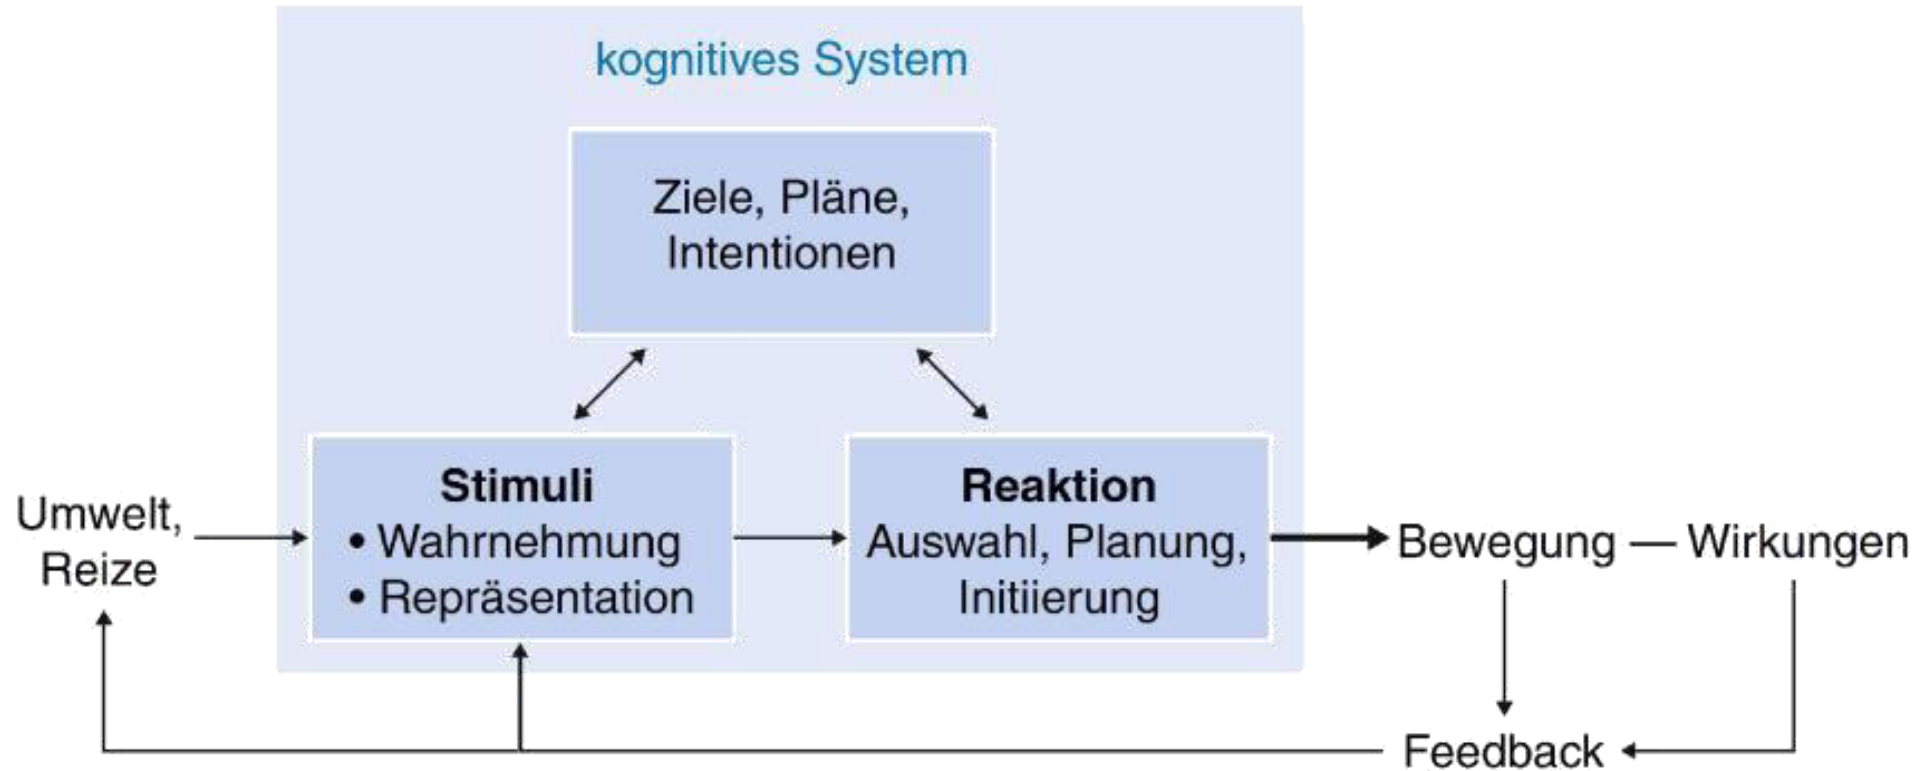 kognitives System
Ziele, Pläne,
Intentionen
Umwelt,
Reize
Stimuli
• Wahrnehmung
• Repräsentation
Reaktion
Auswahl, Planung,
Initiierung
Bewegung
Wirkungen
Feedback